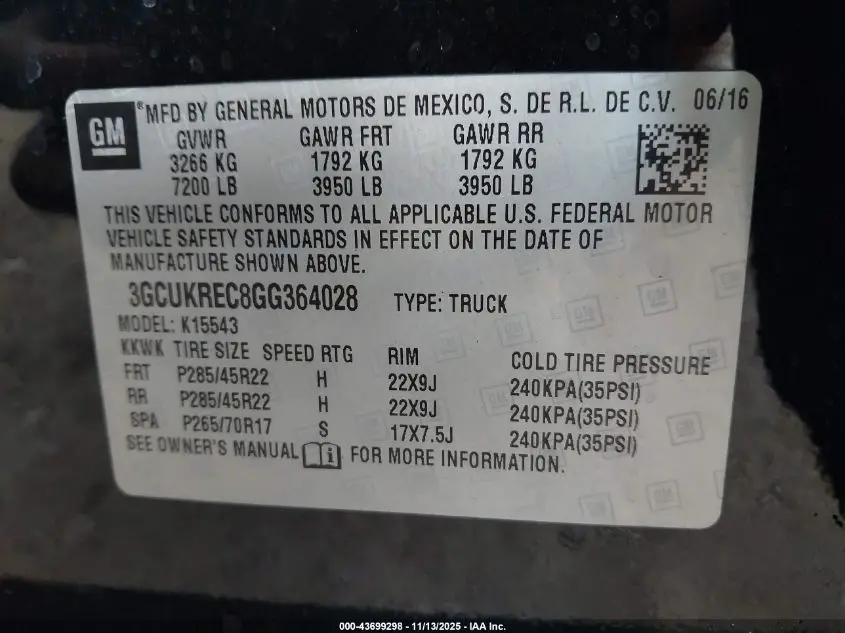 GM
®MFD BY GENERAL MOTORS DE MEXICO, S. DE R.L. DE C.V. 06/16
GVWR GAWR FRT GAWR RR
3266 KG 1792 KG 1792 KG
7200 LB 3950 LB 3950 LB
THIS VEHICLE CONFORMS TO ALL APPLICABLE U.S. FEDERAL MOTOR
VEHICLE SAFETY STANDARDS IN EFFECT ON THE DATE OF
MANUFACTURE SHOWN ABOVE.
3GCUKREC8GG364028 TYPE: TRUCK
MODEL: K15543
KKWK TIRE SIZE SPEED RTG RIM COLD TIRE PRESSURE
FRT P285/45R22 H 22X9J 240KPA(35PSI)
RR P285/45R22 H 22X9J 240KPA(35PSI)
SPA P265/70R17 S 17X7.5J 240KPA(35PSI)
SEE OWNER'S MANUAL i FOR MORE INFORMATION.
000-43699298 - 11/13/2025 - IAA Inc.